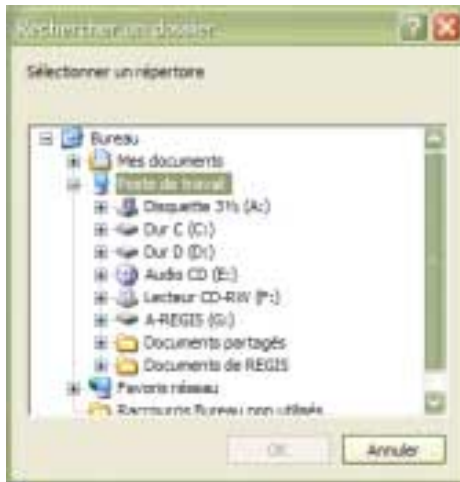 Rechercher un dossier
Sélectionner un répertoire
Bureau
Mes documents
Poste de travail
Disquette 3½ (A:)
Dur C (C:)
Dur D (D:)
Audio CD (E:)
Lecteur CD-RW (F:)
A-REGIS (G:)
Documents partagés
Documents de REGIS
Favoris réseau
Raccourcis Bureau non utilisés
OK
Annuler